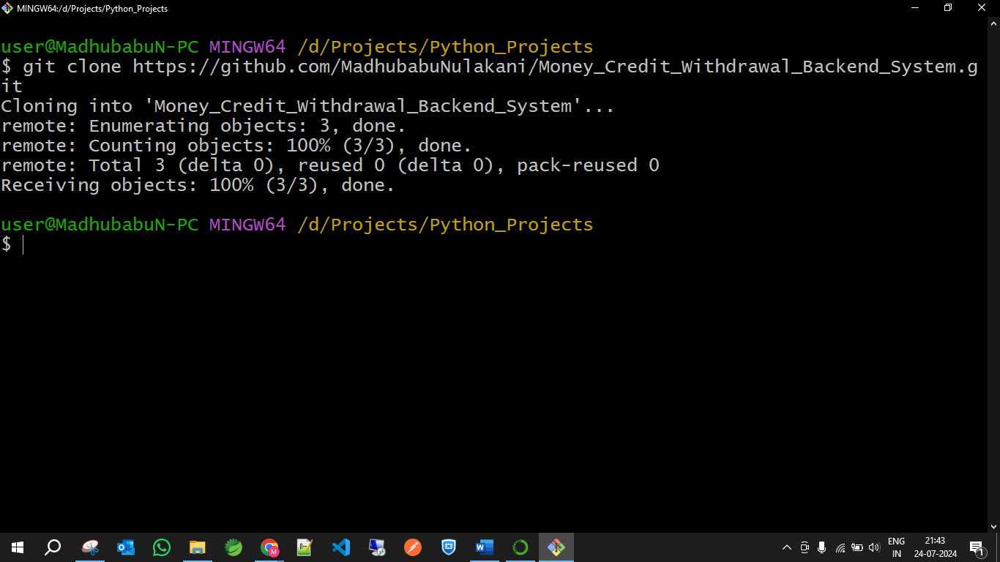 MINGW64:/d/Projects/Python_Projects
user@MadhubabuN-PC MINGW64 /d/Projects/Python_Projects
$ git clone https://github.com/MadhubabuNulakani/Money_Credit_Withdrawal_Backend_System.g
it
Cloning into 'Money_Credit_Withdrawal_Backend_System'...
remote: Enumerating objects: 3, done.
remote: Counting objects: 100% (3/3), done.
remote: Total 3 (delta 0), reused 0 (delta 0), pack-reused 0
Receiving objects: 100% (3/3), done.
user@MadhubabuN-PC MINGW64 /d/Projects/Python_Projects
$
ENG
IN
21:43
24-07-2024
1